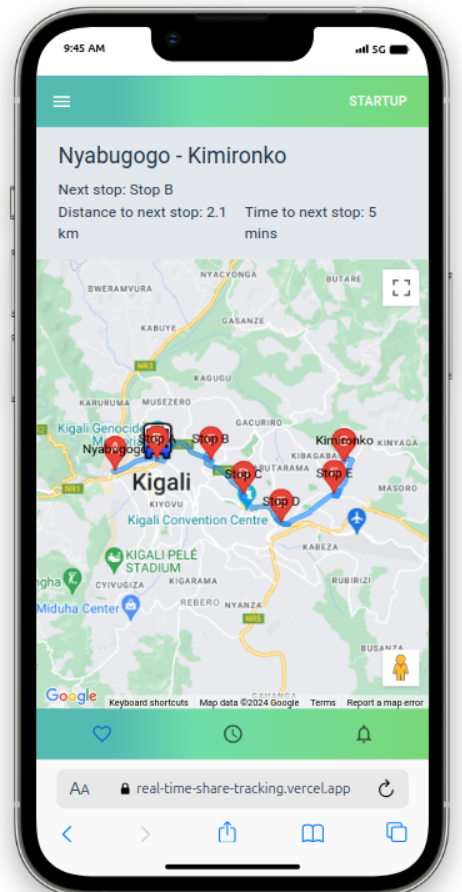 9:45 AM
5G
STARTUP
Nyabugogo - Kimironko
Next stop: Stop B
Distance to next stop: 2.1 km
Time to next stop: 5 mins
NYACYONGA
BUTARE
BWERAMVURA
GASANZE
KABUYE
NR3
KAGUGU
KARURUMA
MUSEZERO
GACURIRO
Kigali Genocide
Nyabugogo
Stop A
Stop B
Kimironko
KINYAGA
KIBAGABA
Stop C
Stop E
NR1
Kigali
MASORO
KIYOVU
Stop D
Kigali Convention Centre
KABEZA
KIGALI PELÉ
STADIUM
CYIVUGIZA
KIGARAMA
RUBIRIZI
Miduha Center
REBERO
NYANZA
NR5
BUSANZA
GAHANGA
Google
Keyboard shortcuts
Map data ©2024 Google
Terms
Report a map error
AA
real-time-share-tracking.vercel.app